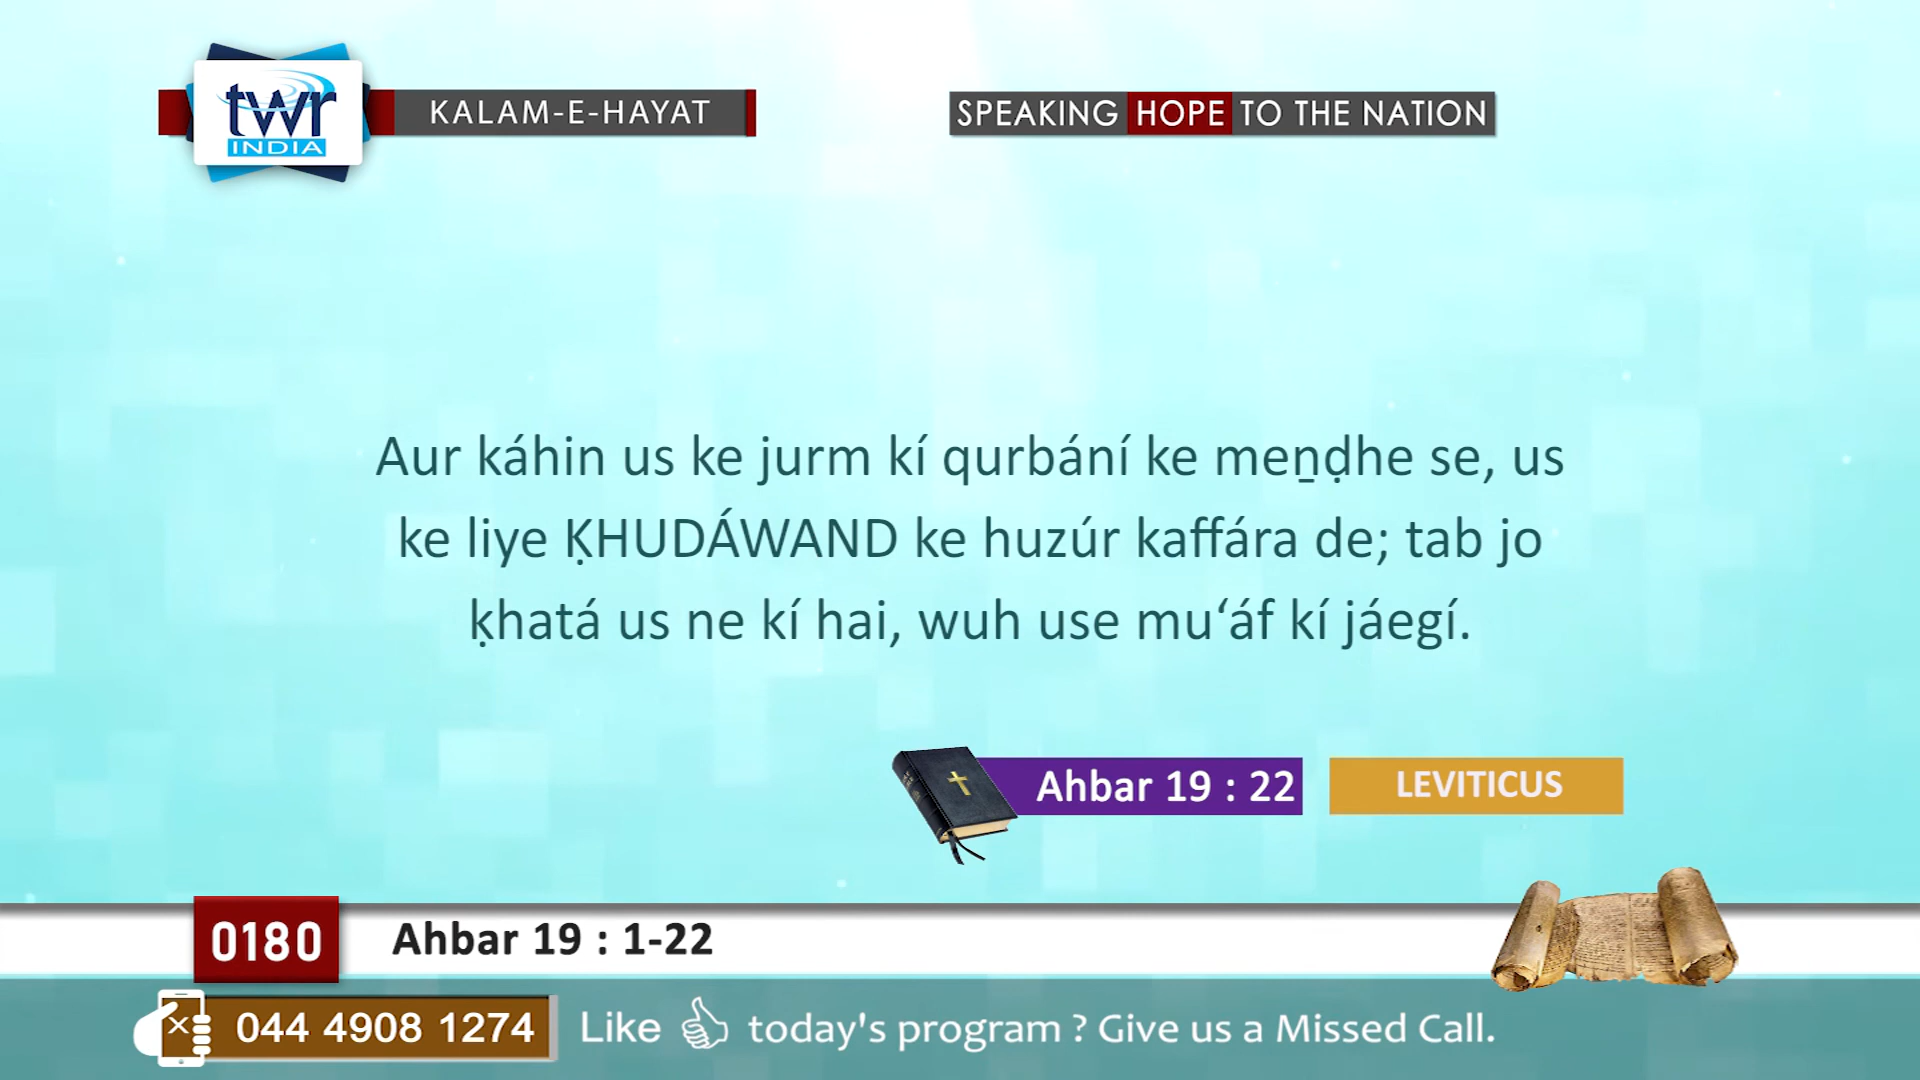 twr
INDIA
KALAM-E-HAYAT
SPEAKING HOPE TO THE NATION
Aur káhin us ke jurm kí qurbání ke meṉḍhe se, us
ke liye ḲHUDÁWAND ke huzúr kaffára de; tab jo
ḳhatá us ne kí hai, wuh use mu‘áf kí jáegí.
Ahbar 19 : 22
LEVITICUS
0180
Ahbar 19 : 1-22
044 4908 1274
Like today's program ? Give us a Missed Call.